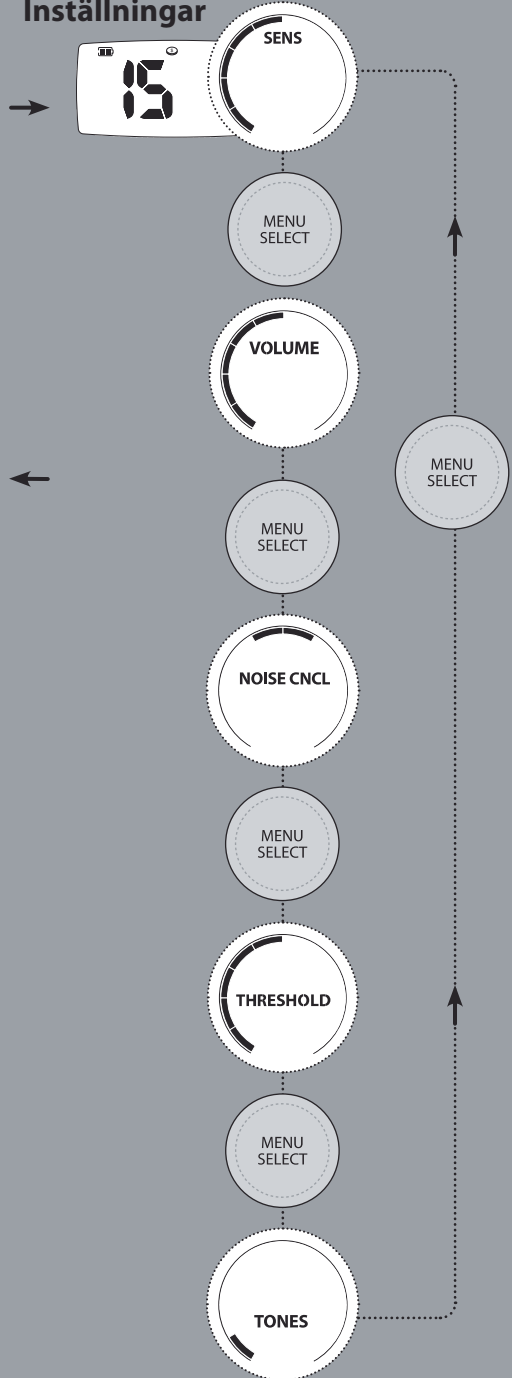 Inställningar
15
SENS
MENU
SELECT
VOLUME
MENU
SELECT
MENU
SELECT
NOISE CNCL
MENU
SELECT
THRESHOLD
MENU
SELECT
TONES